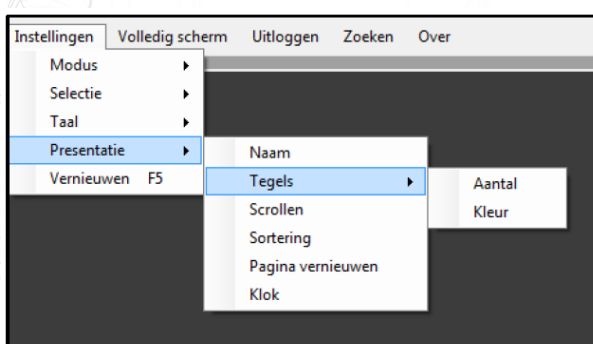 Instellingen Volledig scherm Uitloggen Zoeken Over
Modus
Selectie
Taal
Presentatie
Vernieuwen F5
Naam
Tegels
Scrollen
Sortering
Pagina vernieuwen
Klok
Aantal
Kleur